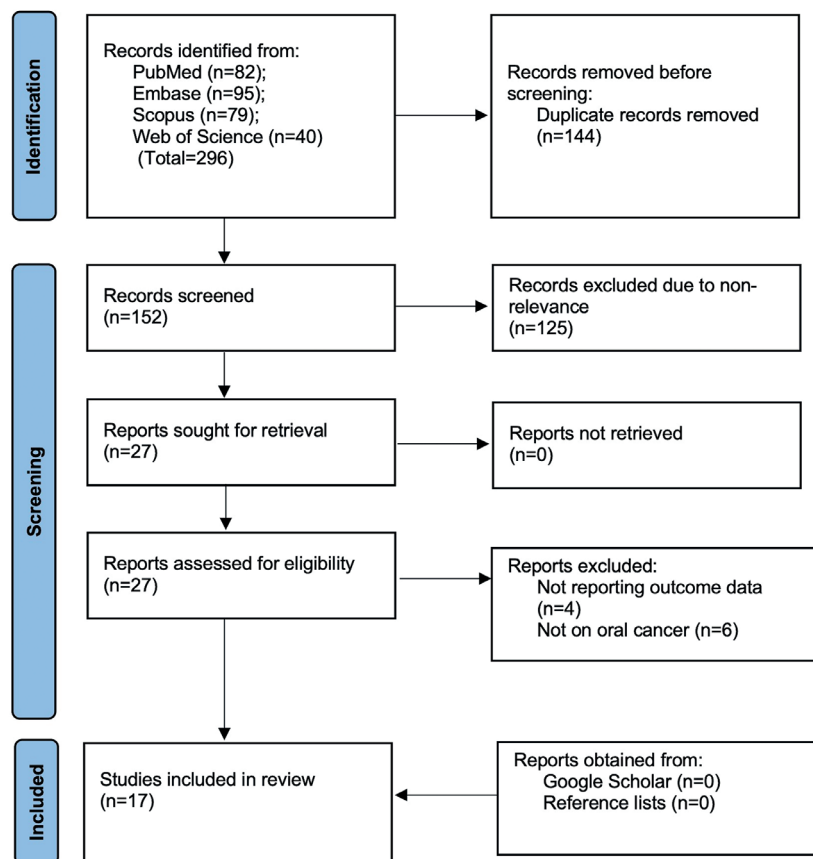 Identification
Records identified from:
PubMed (n=82);
Embase (n=95);
Scopus (n=79);
Web of Science (n=40)
(Total=296)
Records removed before
screening:
Duplicate records removed
(n=144)
Screening
Records screened
(n=152)
Records excluded due to non-
relevance
(n=125)
Reports sought for retrieval
(n=27)
Reports not retrieved
(n=0)
Reports assessed for eligibility
(n=27)
Reports excluded:
Not reporting outcome data
(n=4)
Not on oral cancer (n=6)
Included
Studies included in review
(n=17)
Reports obtained from:
Google Scholar (n=0)
Reference lists (n=0)